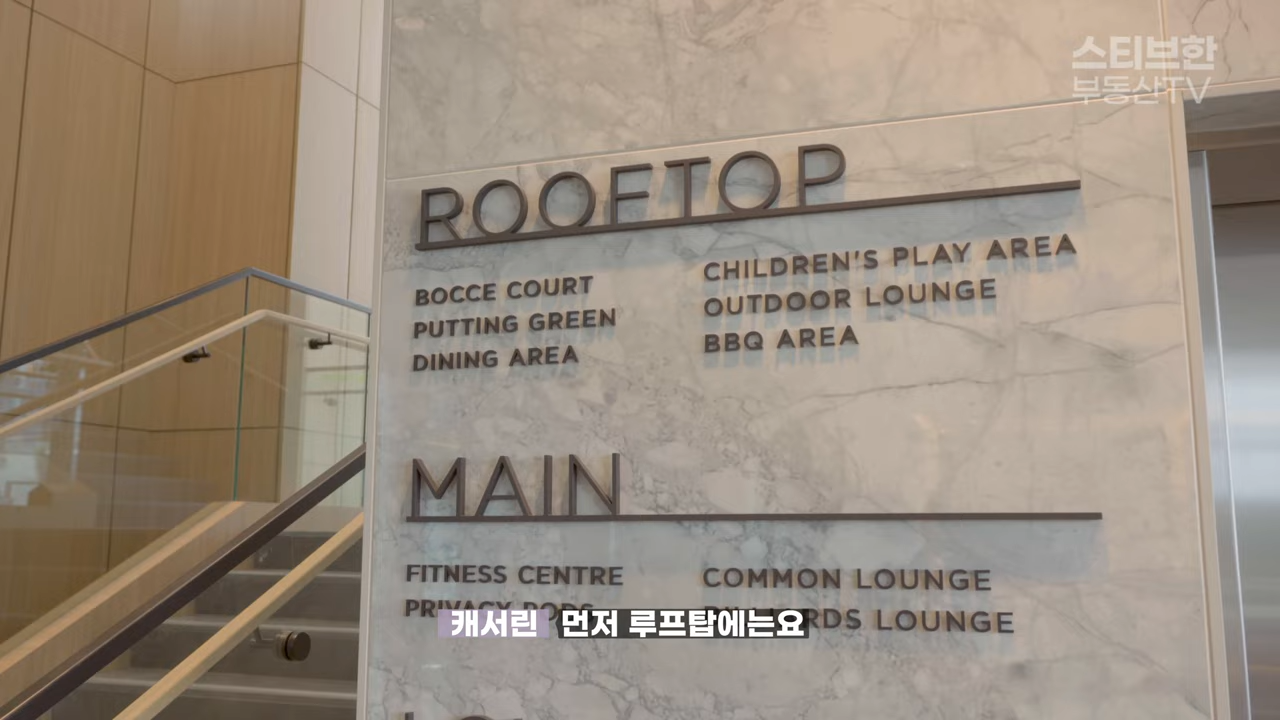 스티브한
부동산TV
ROOFTOP
BOCCE COURT
PUTTING GREEN
DINING AREA
CHILDREN'S PLAY AREA
OUTDOOR LOUNGE
BBQ AREA
MAIN
FITNESS CENTRE
PRIVACY PODS
COMMON LOUNGE
LOUNGE
캐서린 먼저 루프탑에는요